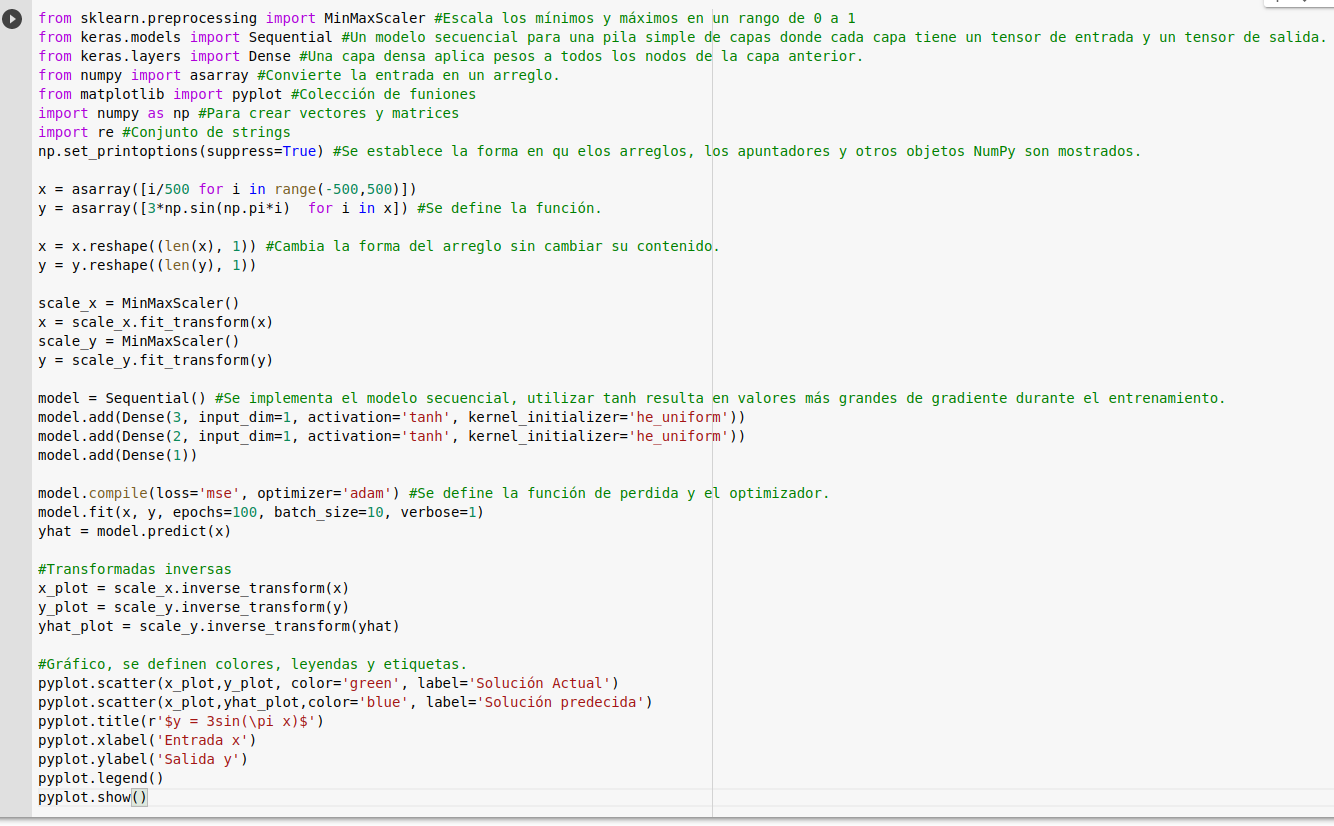 from sklearn.preprocessing import MinMaxScaler #Escala los mínimos y máximos en un rango de 0 a 1
from keras.models import Sequential #Un modelo secuencial para una pila simple de capas donde cada capa tiene un tensor de entrada y un tensor de salida.
from keras.layers import Dense #Una capa densa aplica pesos a todos los nodos de la capa anterior.
from numpy import asarray #Convierte la entrada en un arreglo.
from matplotlib import pyplot #Colección de funiones
import numpy as np #Para crear vectores y matrices
import re #Conjunto de strings
np.set_printoptions(suppress=True) #Se establece la forma en qu elos arreglos, los apuntadores y otros objetos NumPy son mostrados.

x = asarray([i/500 for i in range(-500,500)])
y = asarray([3*np.sin(np.pi*i)  for i in x]) #Se define la función.

x = x.reshape((len(x), 1)) #Cambia la forma del arreglo sin cambiar su contenido.
y = y.reshape((len(y), 1))

scale_x = MinMaxScaler()
x = scale_x.fit_transform(x)
scale_y = MinMaxScaler()
y = scale_y.fit_transform(y)

model = Sequential() #Se implementa el modelo secuencial, utilizar tanh resulta en valores más grandes de gradiente durante el entrenamiento.
model.add(Dense(3, input_dim=1, activation='tanh', kernel_initializer='he_uniform'))
model.add(Dense(2, input_dim=1, activation='tanh', kernel_initializer='he_uniform'))
model.add(Dense(1))

model.compile(loss='mse', optimizer='adam') #Se define la función de perdida y el optimizador.
model.fit(x, y, epochs=100, batch_size=10, verbose=1)
yhat = model.predict(x)

#Transformadas inversas
x_plot = scale_x.inverse_transform(x)
y_plot = scale_y.inverse_transform(y)
yhat_plot = scale_y.inverse_transform(yhat)

#Gráfico, se definen colores, leyendas y etiquetas.
pyplot.scatter(x_plot,y_plot, color='green', label='Solución Actual')
pyplot.scatter(x_plot,yhat_plot,color='blue', label='Solución predecida')
pyplot.title(r'$y = 3sin(\pi x)$')
pyplot.xlabel('Entrada x')
pyplot.ylabel('Salida y')
pyplot.legend()
pyplot.show()